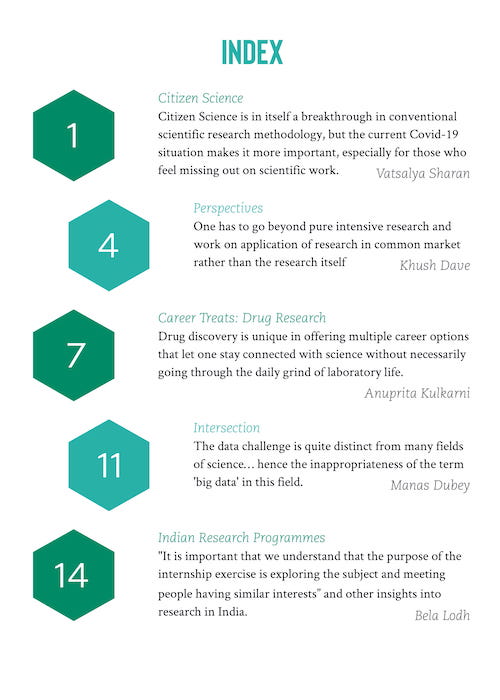 INDEX
1
Citizen Science
Citizen Science is in itself a breakthrough in conventional
scientific research methodology, but the current Covid-19
situation makes it more important, especially for those who
feel missing out on scientific work.
Vatsalya Sharan
4
Perspectives
One has to go beyond pure intensive research and
work on application of research in common market
rather than the research itself
Khush Dave
7
Career Treats: Drug Research
Drug discovery is unique in offering multiple career options
that let one stay connected with science without necessarily
going through the daily grind of laboratory life.
Anuprita Kulkarni
11
Intersection
The data challenge is quite distinct from many fields
of science... hence the inappropriateness of the term
'big data' in this field.
Manas Dubey
14
Indian Research Programmes
"It is important that we understand that the purpose of the
internship exercise is exploring the subject and meeting
people having similar interests” and other insights into
research in India.
Bela Lodh